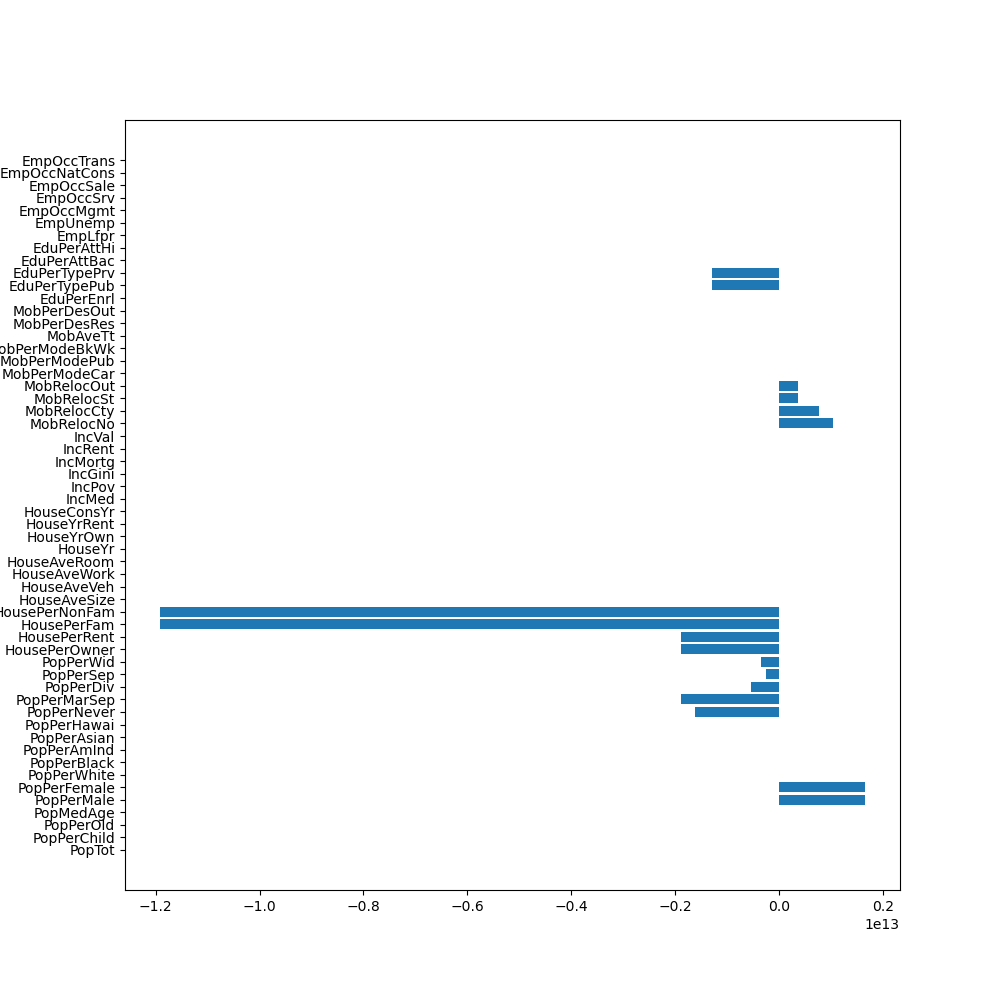 EmpOccTrans
EmpOccNatCons
EmpOccSale
EmpOccSrv
EmpOccMgmt
EmpUnemp
EmpLfpr
EduPerAttHi
EduPerAttBac
EduPerTypePrv
EduPerTypePub
EduPerEnrl
MobPerDesOut
MobPerDesRes
MobAveTt
obPerModeBkWk
MobPerModePub
MobPerModeCar
MobRelocOut
MobRelocSt
MobRelocCty
MobRelocNo
IncVal
IncRent
IncMortg
IncGini
IncPov
IncMed
HouseConsYr
HouseYrRent
HouseYrOwn
HouseYr
HouseAveRoom
HouseAveWork
HouseAveVeh
HouseAveSize
HousePerNonFam
HousePerFam
HousePerRent
HousePerOwner
PopPerWid
PopPerSep
PopPerDiv
PopPerMarSep
PopPerNever
PopPerHawai
PopPerAsian
PopPerAmInd
PopPerBlack
PopPerWhite
PopPerFemale
PopPerMale
PopMedAge
PopPerOld
PopPerChild
PopTot
−1.2 −1.0 −0.8 −0.6 −0.4 −0.2 0.0 0.2
1e13